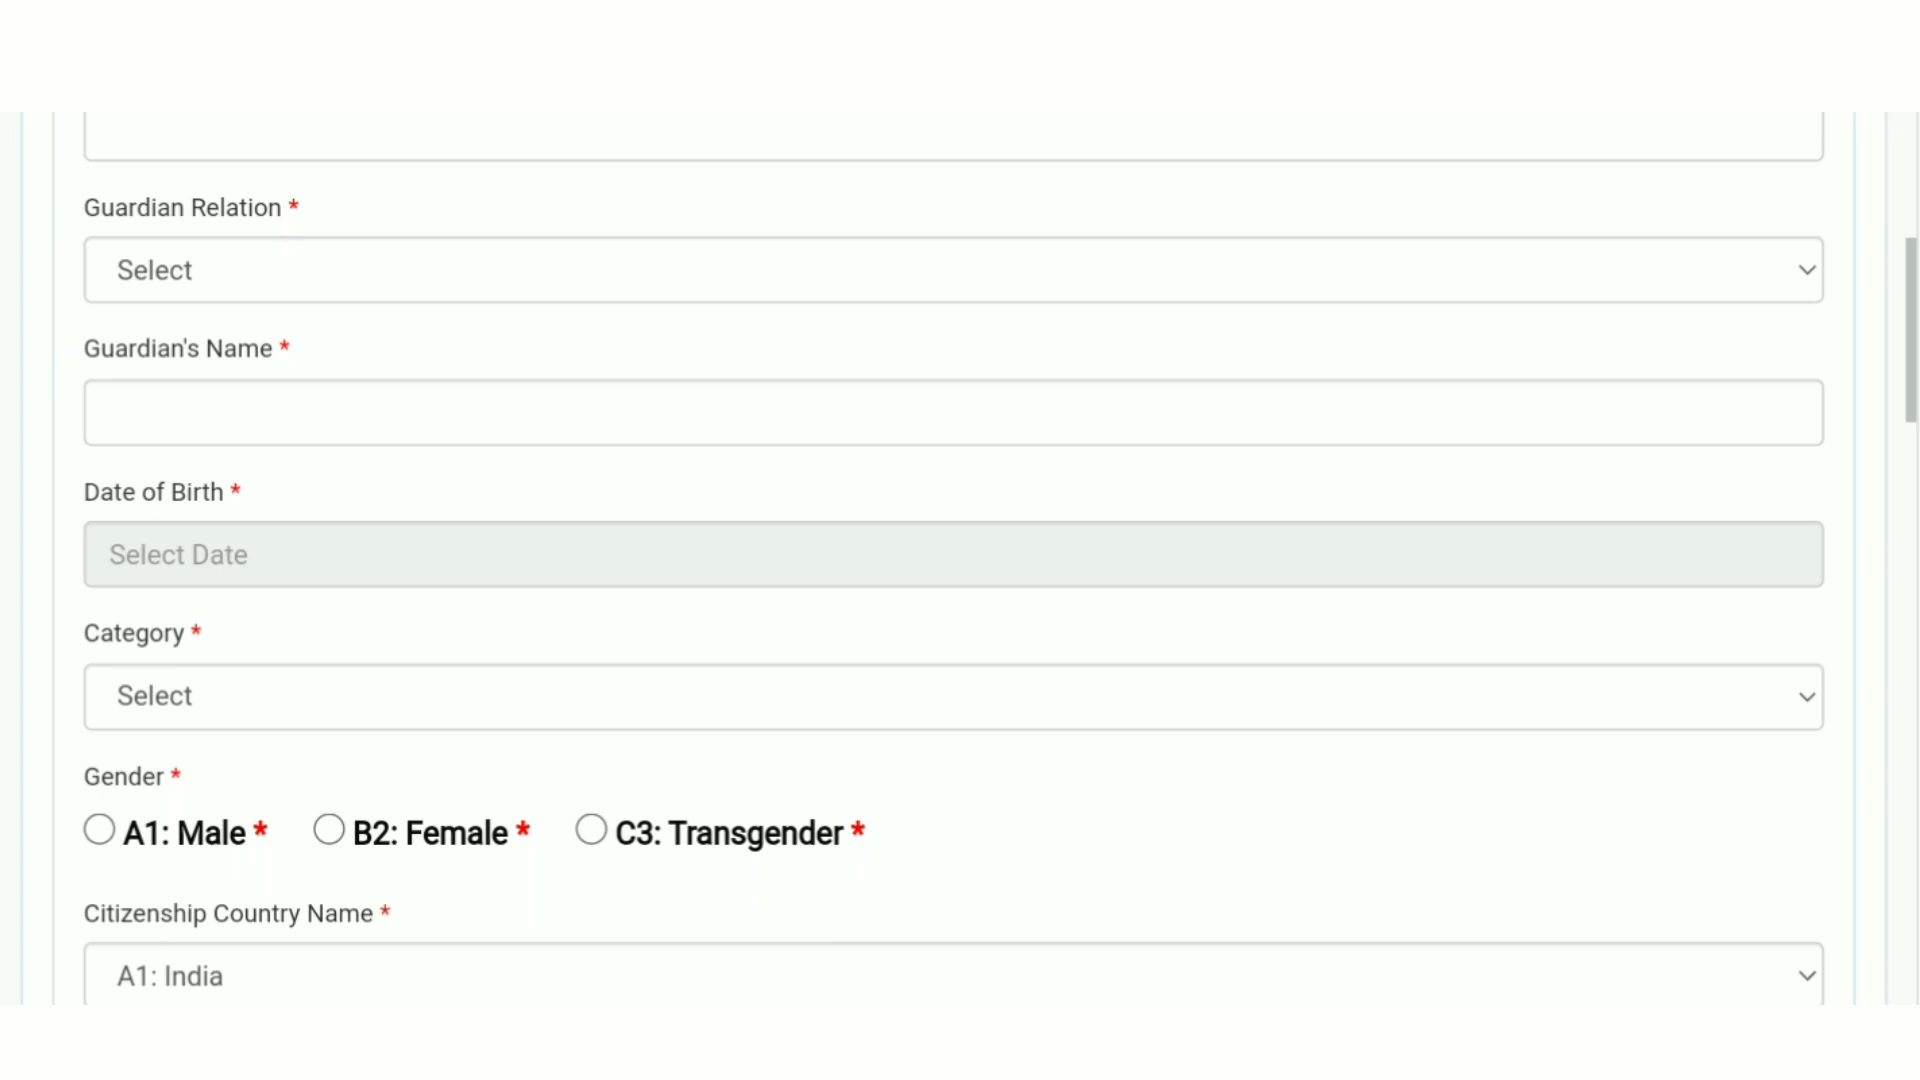 Guardian Relation *
Select
Guardian's Name *
Date of Birth *
Select Date
Category *
Select
Gender *
A1: Male * B2: Female * C3: Transgender *
Citizenship Country Name *
A1: India